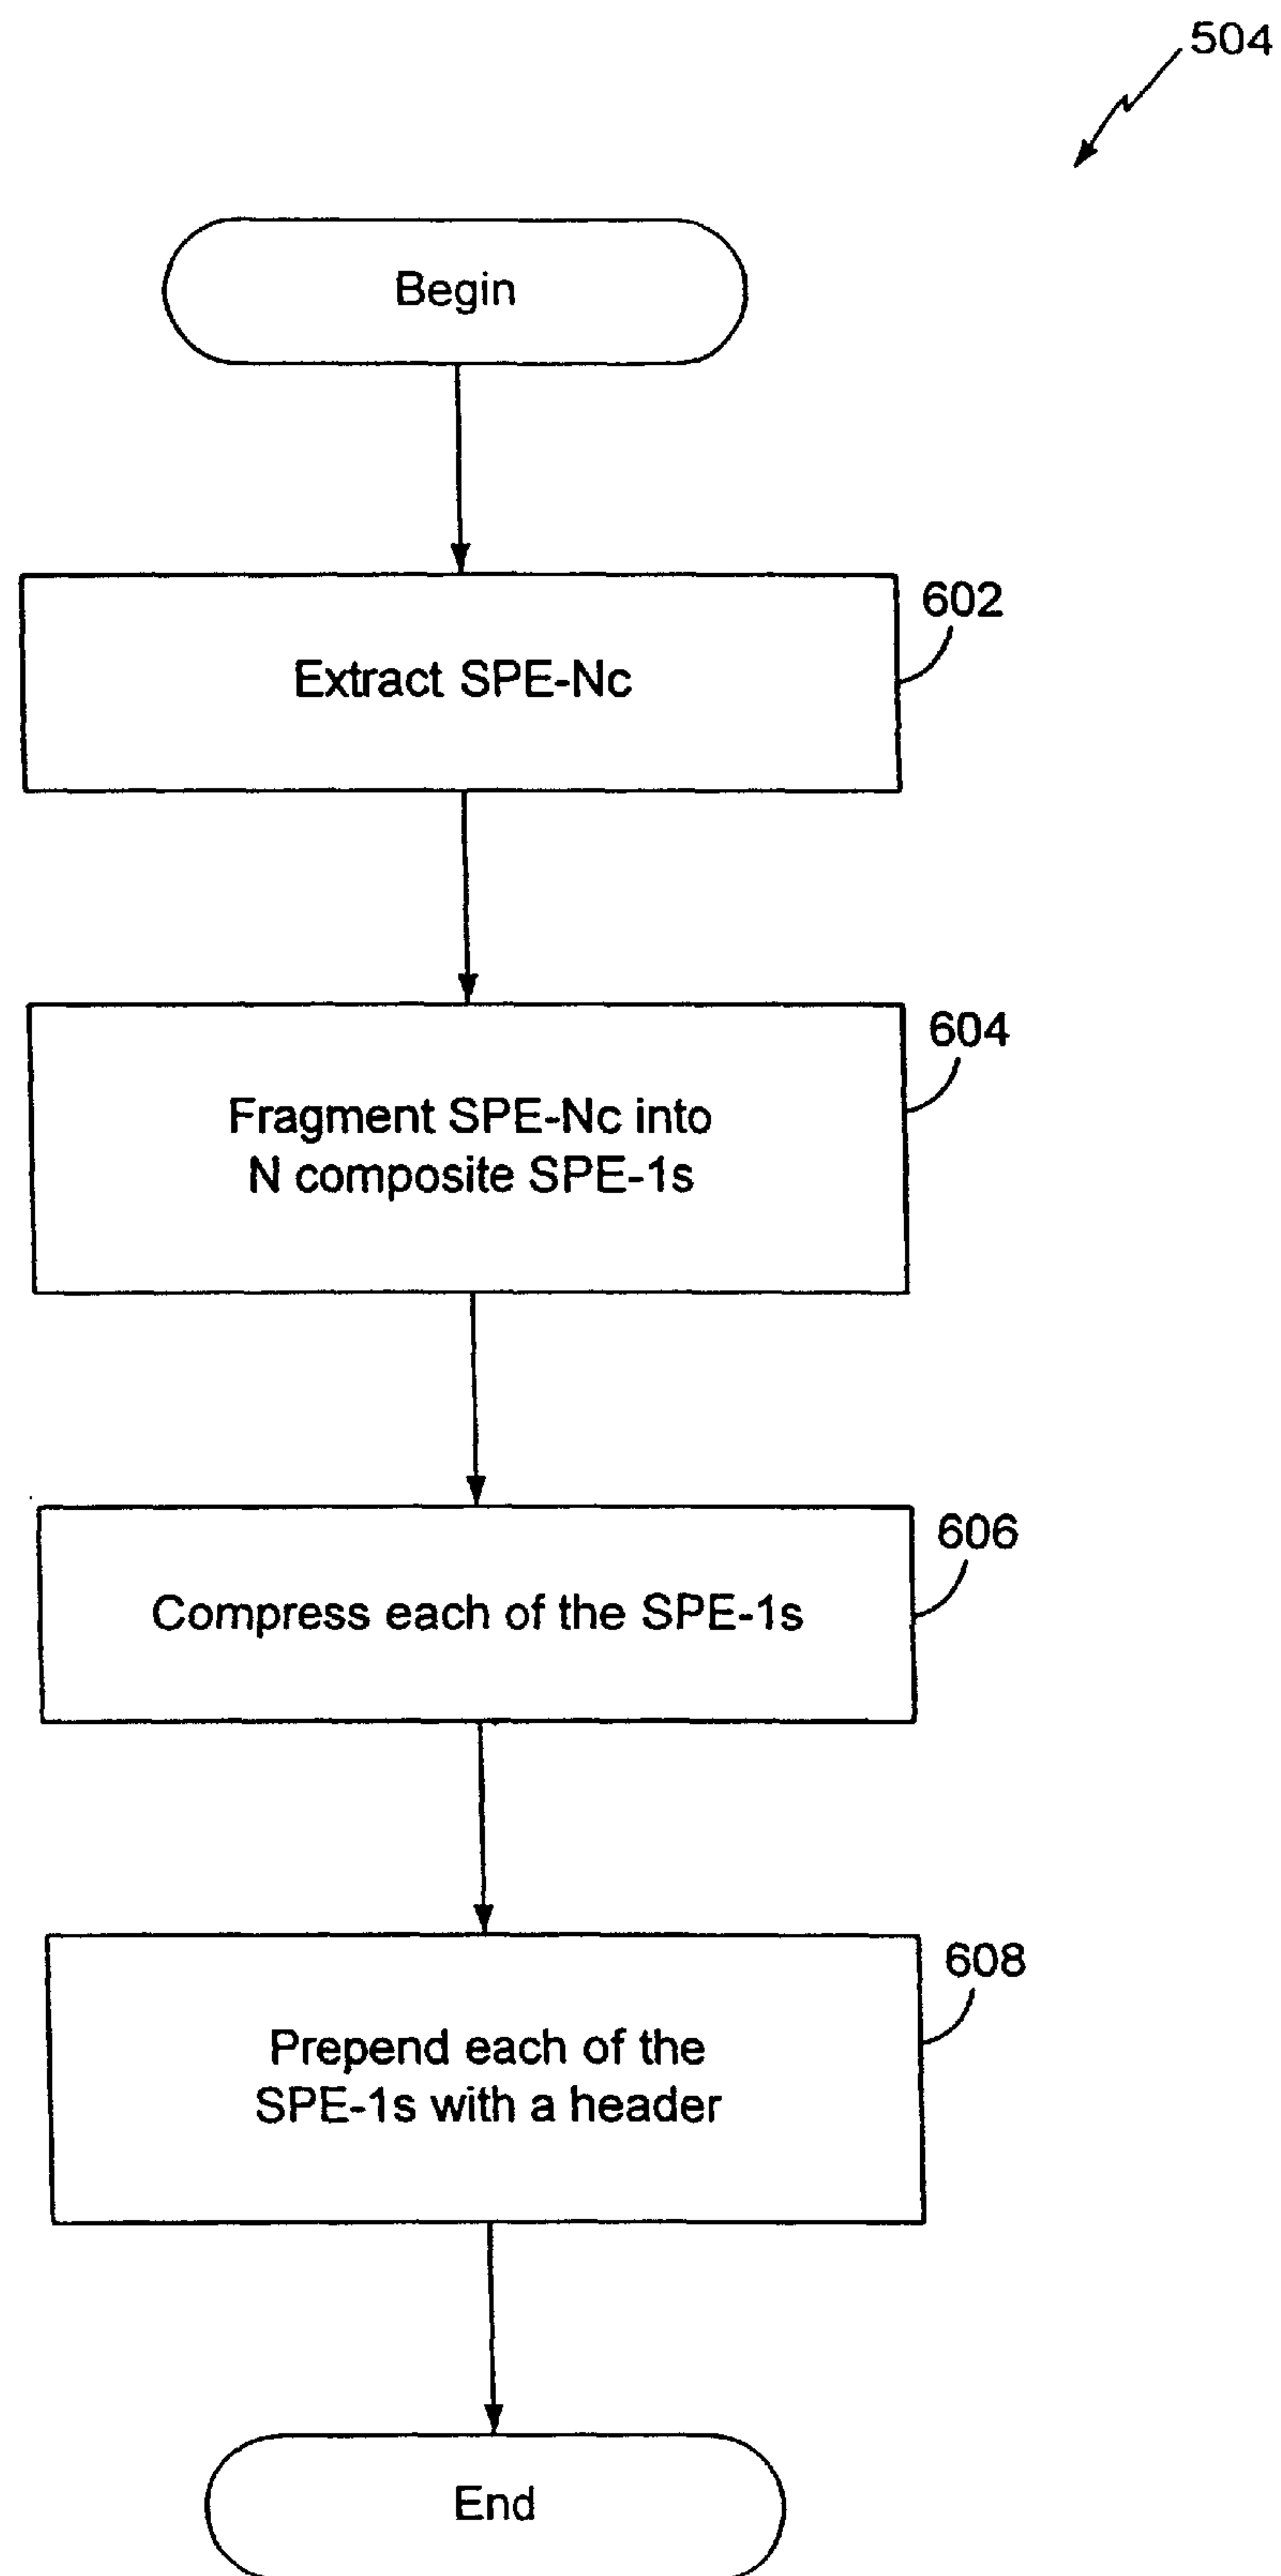 504
Begin
602
Extract SPE-Nc
604
Fragment SPE-Nc into
N composite SPE-1s
606
Compress each of the SPE-1s
608
Prepend each of the
SPE-1s with a header
End